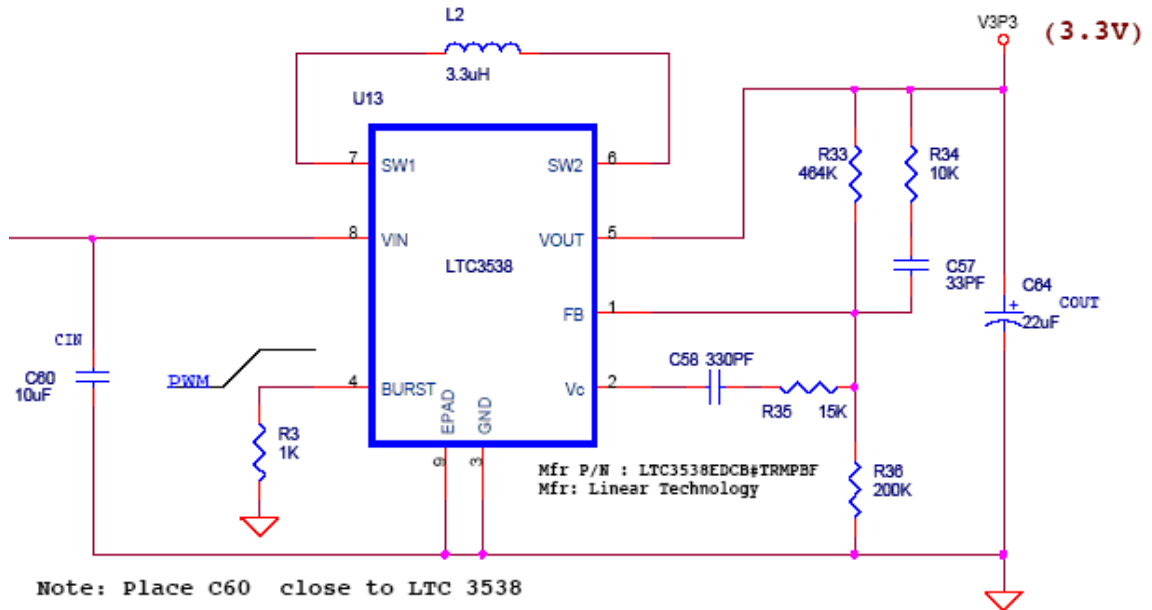 L2
3.3uH
V3P3
(3.3V)
U13
7
SW1
SW2
6
R33
464K
R34
10K
8
VIN
VOUT
5
LTC3538
C57
33PF
1
FB
C64
COUT
22uF
CIN
C60
10uF
PWM
C58 330PF
4
BURST
Vc
2
R35 15K
R3
1K
EPAD
GND
9
3
Mfr P/N : LTC3538EDCB#TRMPBF
Mfr: Linear Technology
R36
200K
Note: Place C60 close to LTC 3538